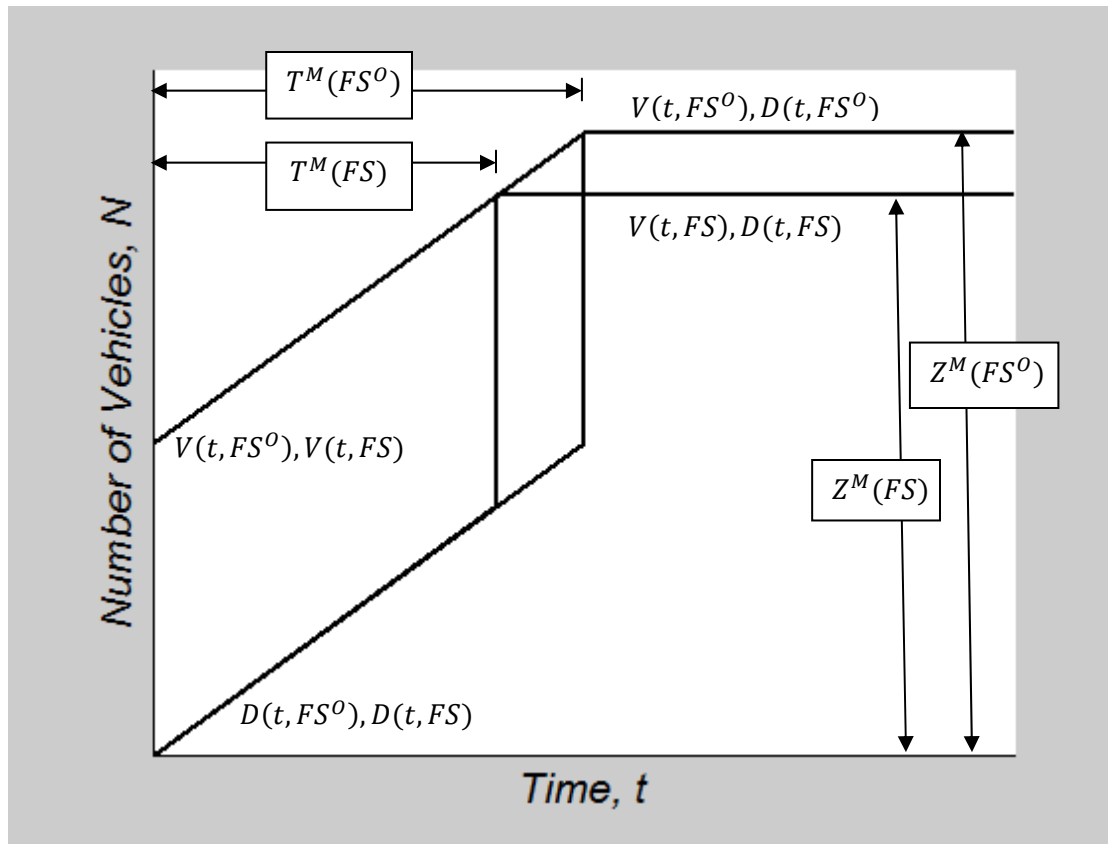 T^M(FS^O)
V(t, FS^O), D(t, FS^O)
T^M(FS)
V(t, FS), D(t, FS)
Z^M(FS^O)
V(t, FS^O), V(t, FS)
Z^M(FS)
D(t, FS^O), D(t, FS)
Number of Vehicles, N
Time, t